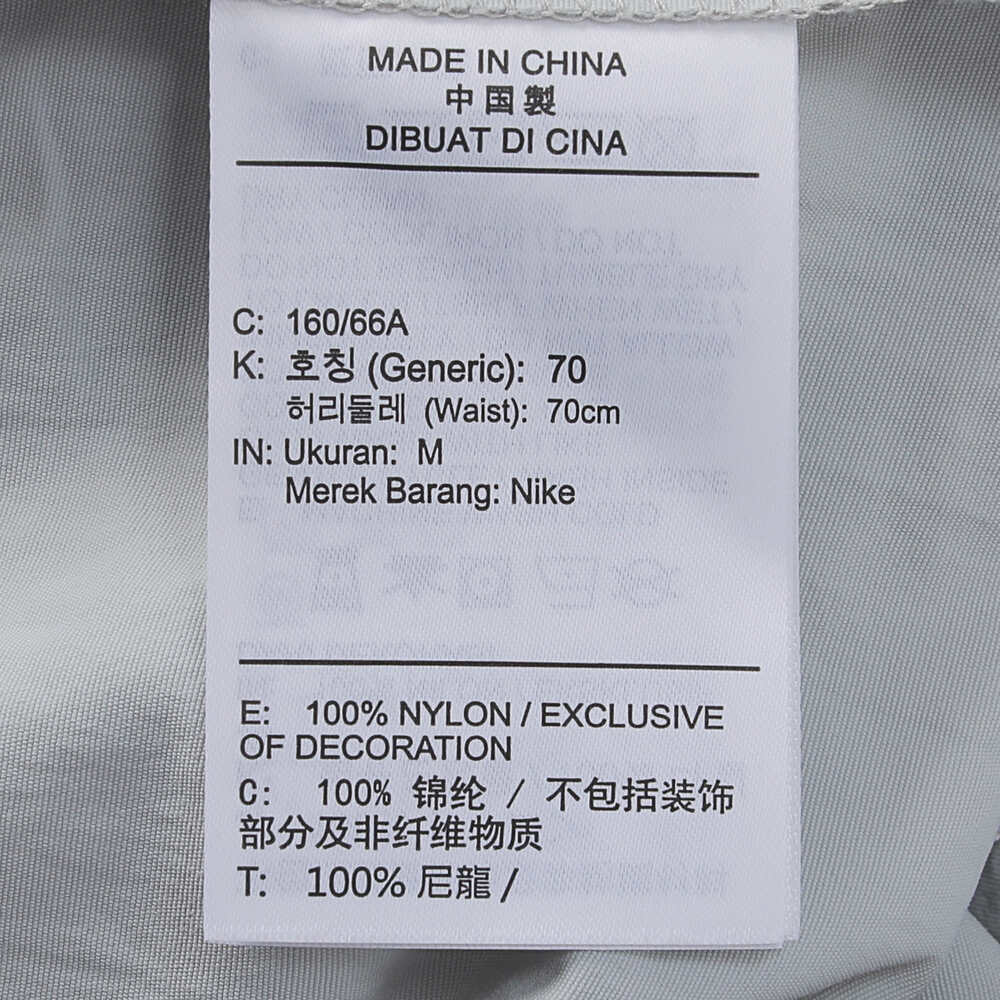 MADE IN CHINA
中国製
DIBUAT DI CINA
C: 160/66A
K: 호칭 (Generic): 70
허리둘레 (Waist): 70cm
IN: Ukuran: M
Merek Barang: Nike
E: 100% NYLON / EXCLUSIVE
OF DECORATION
C: 100% 锦纶 / 不包括装饰
部分及非纤维物质
T: 100% 尼龍 /